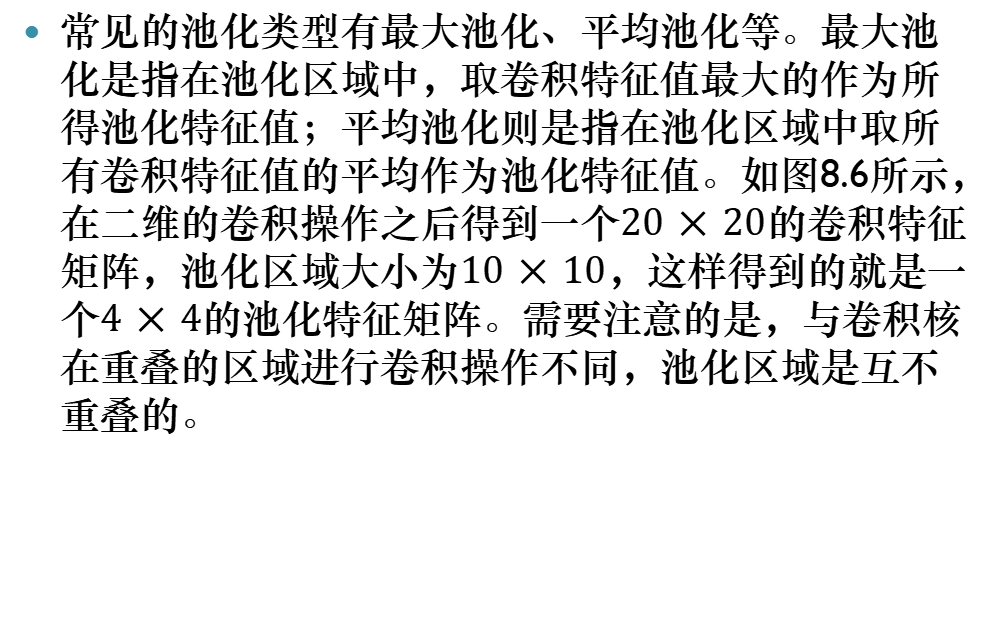 • 常见的池化类型有最大池化、平均池化等。最大池
化是指在池化区域中，取卷积特征值最大的作为所
得池化特征值；平均池化则是指在池化区域中取所
有卷积特征值的平均作为池化特征值。如图8.6所示，
在二维的卷积操作之后得到一个20 × 20的卷积特征
矩阵，池化区域大小为10 × 10，这样得到的就是一
个4 × 4的池化特征矩阵。需要注意的是，与卷积核
在重叠的区域进行卷积操作不同，池化区域是互不
重叠的。